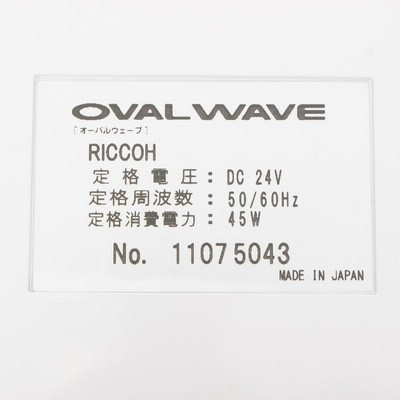 OVALWAVE
[オーバルウェーブ]
RICCOH
定格電圧：DC 24V
定格周波数：50/60Hz
定格消費電力：45W
No. 11075043
MADE IN JAPAN